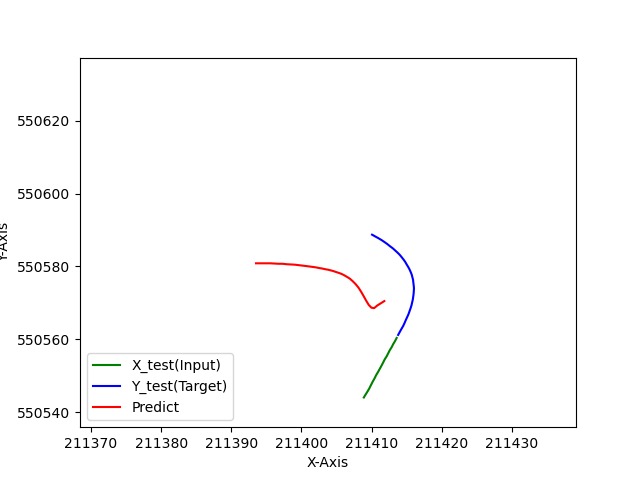 550620
550600
550580
550560
550540
Y-Axis
X_test(Input)
Y_test(Target)
Predict
211370 211380 211390 211400 211410 211420 211430
X-Axis